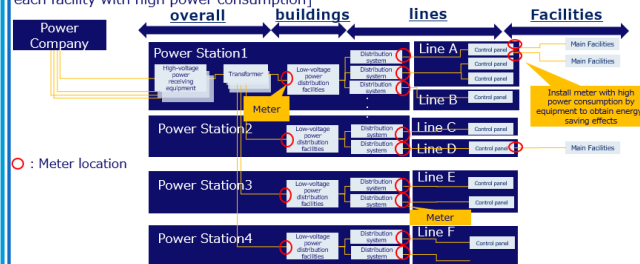 each facility with high power consumption]
overall
buildings
lines
Facilities
Power
Company
Power Station1
High-voltage
power
receiving
equipment
Transformer
Low-voltage
power
distribution
facilities
Distribution
system
Distribution
system
Distribution
system
Meter
Line A
Control panel
Control panel
Control panel
Line B
Control panel
Main Facilities
Main Facilities
Install meter with high
power consumption by
equipment to obtain energy
saving effects
Power Station2
Low-voltage
power
distribution
facilities
Distribution
system
Distribution
system
Line C
Control panel
Line D
Control panel
Main Facilities
O : Meter location
Power Station3
Low-voltage
power
distribution
facilities
Distribution
system
Distribution
system
Line E
Control panel
Control panel
Meter
Power Station4
Low-voltage
power
distribution
facilities
Distribution
system
Distribution
system
Line F
Control panel